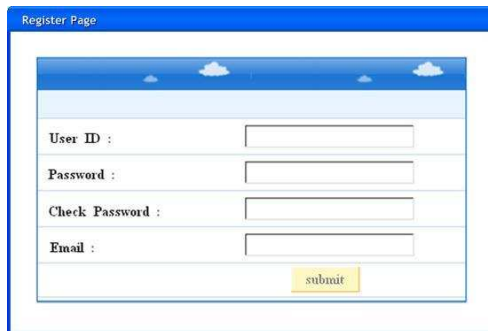 Register Page
User ID :
Password :
Check Password :
Email :
submit